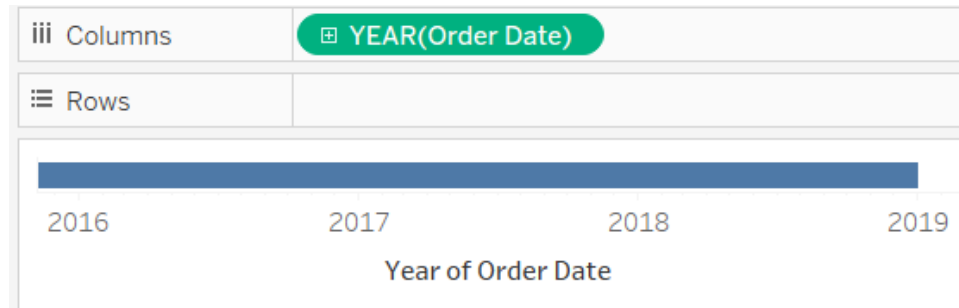 Columns YEAR(Order Date)
Rows
2016 2017 2018 2019
Year of Order Date